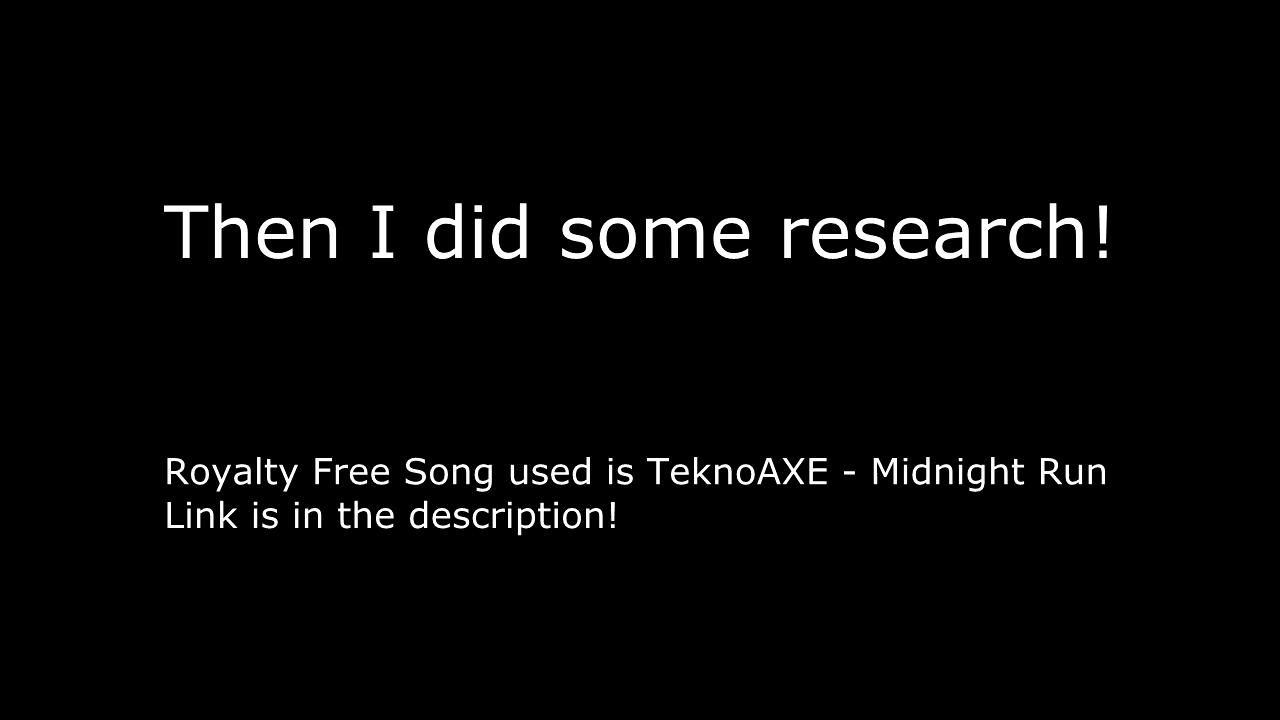 Then I did some research!
Royalty Free Song used is TeknoAXE - Midnight Run
Link is in the description!